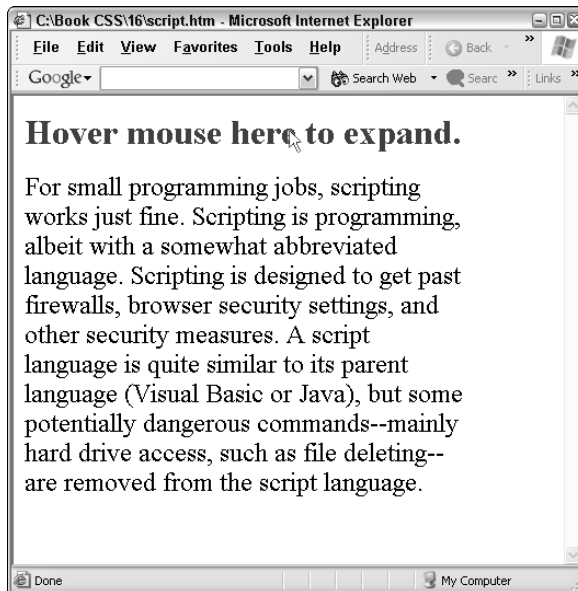 C:\Book CSS\16\script.htm - Microsoft Internet Explorer
File Edit View Favorites Tools Help Address Back »
Google Search Web Searc » Links »
Hover mouse here to expand.
For small programming jobs, scripting
works just fine. Scripting is programming,
albeit with a somewhat abbreviated
language. Scripting is designed to get past
firewalls, browser security settings, and
other security measures. A script
language is quite similar to its parent
language (Visual Basic or Java), but some
potentially dangerous commands--mainly
hard drive access, such as file deleting--
are removed from the script language.
Done My Computer